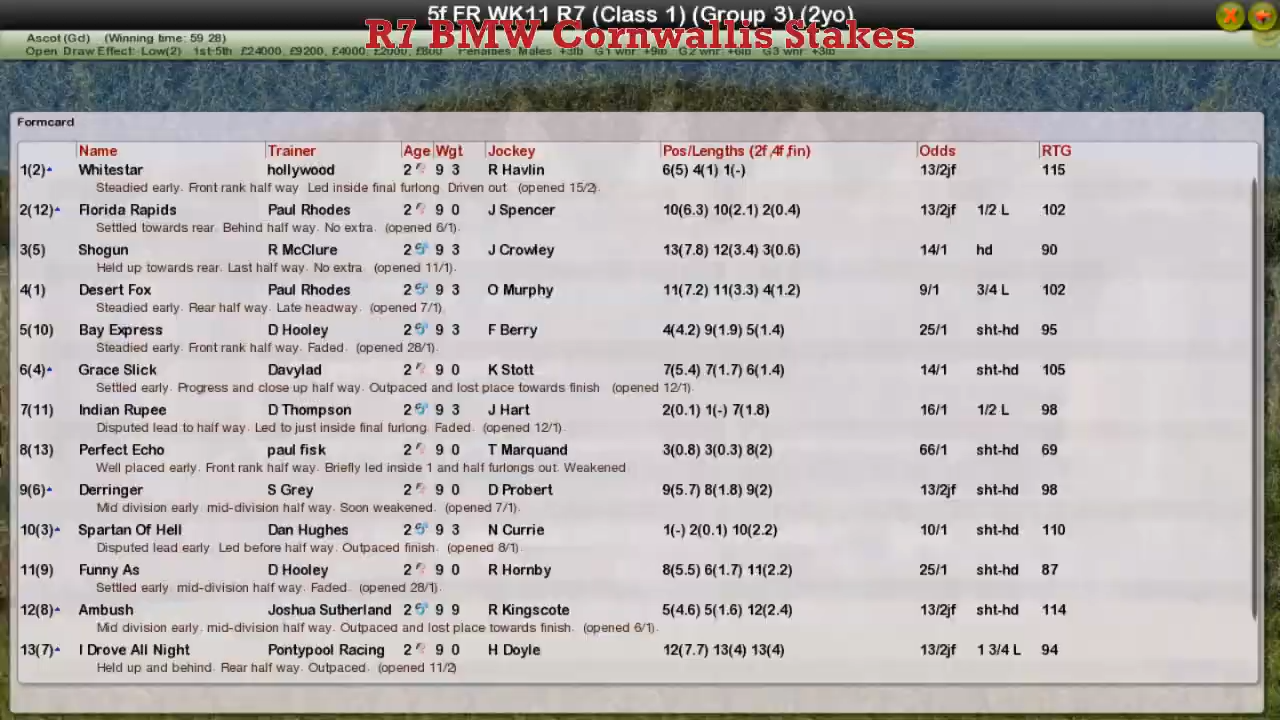 5f ER WK11 R7 (Class 1) (Group 3) (2yo)
R7 BMW Cornwallis Stakes
Ascot (Gd) (Winning time: 59 28)
Open Draw Effect: Low(2) 1st-5th £24000, £9200, £4000, £2000, £800 Penalties: Males +3lb G1 wnr +9lb G2 wnr +6lb G3 wnr +3lb
Formcard
Name Trainer Age Wgt Jockey Pos/Lengths (2f,4f,fin) Odds RTG
1(2) Whitestar hollywood 2 9 3 R Havlin 6(5) 4(1) 1(-) 13/2jf 115
Steadied early. Front rank half way. Led inside final furlong. Driven out. (opened 15/2).
2(12) Florida Rapids Paul Rhodes 2 9 0 J Spencer 10(6.3) 10(2.1) 2(0.4) 13/2jf 1/2 L 102
Settled towards rear. Behind half way. No extra. (opened 6/1).
3(5) Shogun R McClure 2 9 3 J Crowley 13(7.8) 12(3.4) 3(0.6) 14/1 hd 90
Held up towards rear. Last half way. No extra. (opened 11/1).
4(1) Desert Fox Paul Rhodes 2 9 3 O Murphy 11(7.2) 11(3.3) 4(1.2) 9/1 3/4 L 102
Steadied early. Rear half way. Late headway. (opened 7/1).
5(10) Bay Express D Hooley 2 9 3 F Berry 4(4.2) 9(1.9) 5(1.4) 25/1 sht-hd 95
Steadied early. Front rank half way. Faded. (opened 28/1).
6(4) Grace Slick Davylad 2 9 0 K Stott 7(5.4) 7(1.7) 6(1.4) 14/1 sht-hd 105
Settled early. Progress and close up half way. Outpaced and lost place towards finish (opened 12/1).
7(11) Indian Rupee D Thompson 2 9 3 J Hart 2(0.1) 1(-) 7(1.8) 16/1 1/2 L 98
Disputed lead to half way. Led to just inside final furlong. Faded. (opened 12/1).
8(13) Perfect Echo paul fisk 2 9 0 T Marquand 3(0.8) 3(0.3) 8(2) 66/1 sht-hd 69
Well placed early. Front rank half way. Briefly led inside 1 and half furlongs out. Weakened
9(6) Derringer S Grey 2 9 0 D Probert 9(5.7) 8(1.8) 9(2) 13/2jf sht-hd 98
Mid division early. mid-division half way. Soon weakened. (opened 7/1).
10(3) Spartan Of Hell Dan Hughes 2 9 3 N Currie 1(-) 2(0.1) 10(2.2) 10/1 sht-hd 110
Disputed lead early. Led before half way. Outpaced finish. (opened 8/1).
11(9) Funny As D Hooley 2 9 0 R Hornby 8(5.5) 6(1.7) 11(2.2) 25/1 sht-hd 87
Settled early. mid-division half way. Faded. (opened 28/1).
12(8) Ambush Joshua Sutherland 2 9 9 R Kingscote 5(4.6) 5(1.6) 12(2.4) 13/2jf sht-hd 114
Mid division early. mid-division half way. Outpaced and lost place towards finish. (opened 6/1).
13(7) I Drove All Night Pontypool Racing 2 9 0 H Doyle 12(7.7) 13(4) 13(4) 13/2jf 1 3/4 L 94
Held up and behind. Rear half way. Outpaced. (opened 11/2)